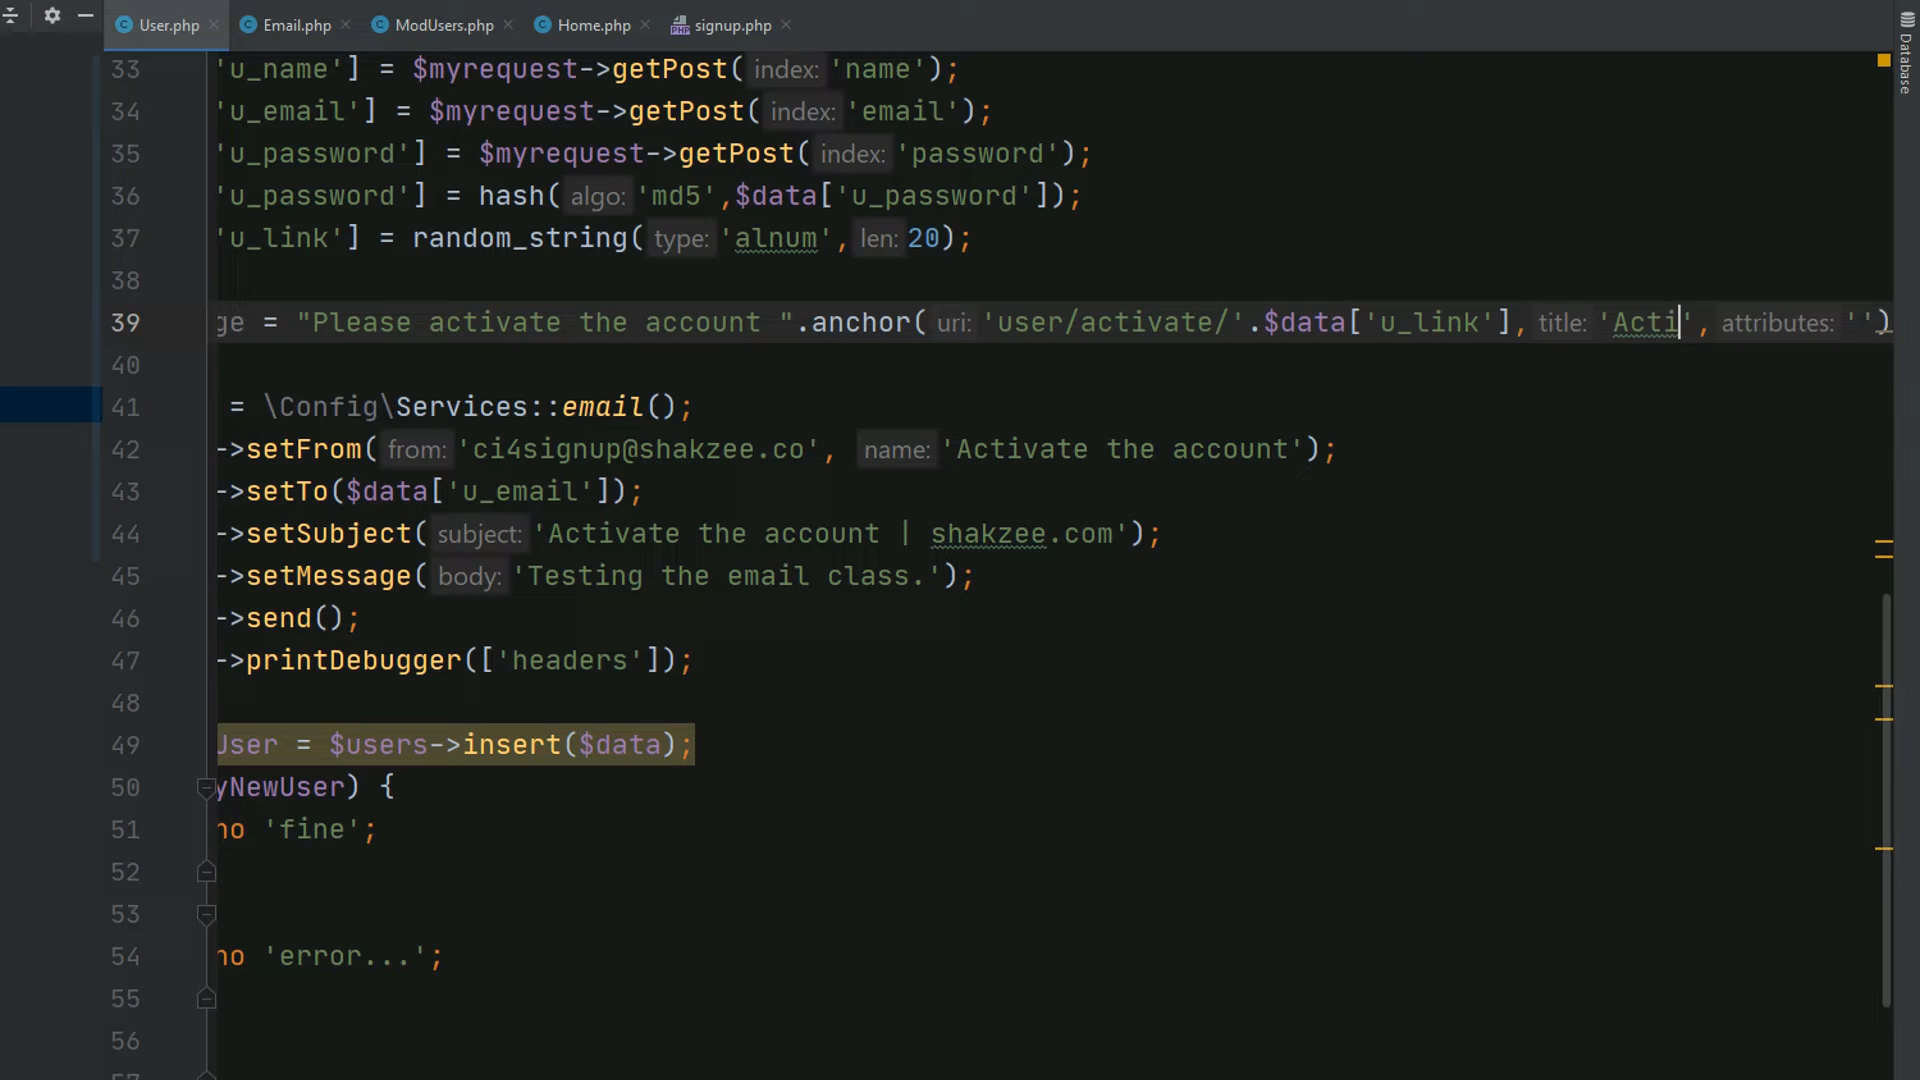 User.php Email.php ModUsers.php Home.php signup.php
Database
33 'u_name'] = $myrequest->getPost( index: 'name');
34 'u_email'] = $myrequest->getPost( index: 'email');
35 'u_password'] = $myrequest->getPost( index: 'password');
36 'u_password'] = hash( algo: 'md5',$data['u_password']);
37 'u_link'] = random_string( type: 'alnum', len: 20);
38
39 ge = "Please activate the account ".anchor( uri: 'user/activate/'.$data['u_link'], title: 'Acti', attributes: '')
40
41 = \Config\Services::email();
42 ->setFrom( from: 'ci4signup@shakzee.co', name: 'Activate the account');
43 ->setTo($data['u_email']);
44 ->setSubject( subject: 'Activate the account | shakzee.com');
45 ->setMessage( body: 'Testing the email class.');
46 ->send();
47 ->printDebugger(['headers']);
48
49 User = $users->insert($data);
50 yNewUser) {
51 ho 'fine';
52
53
54 ho 'error...';
55
56
57